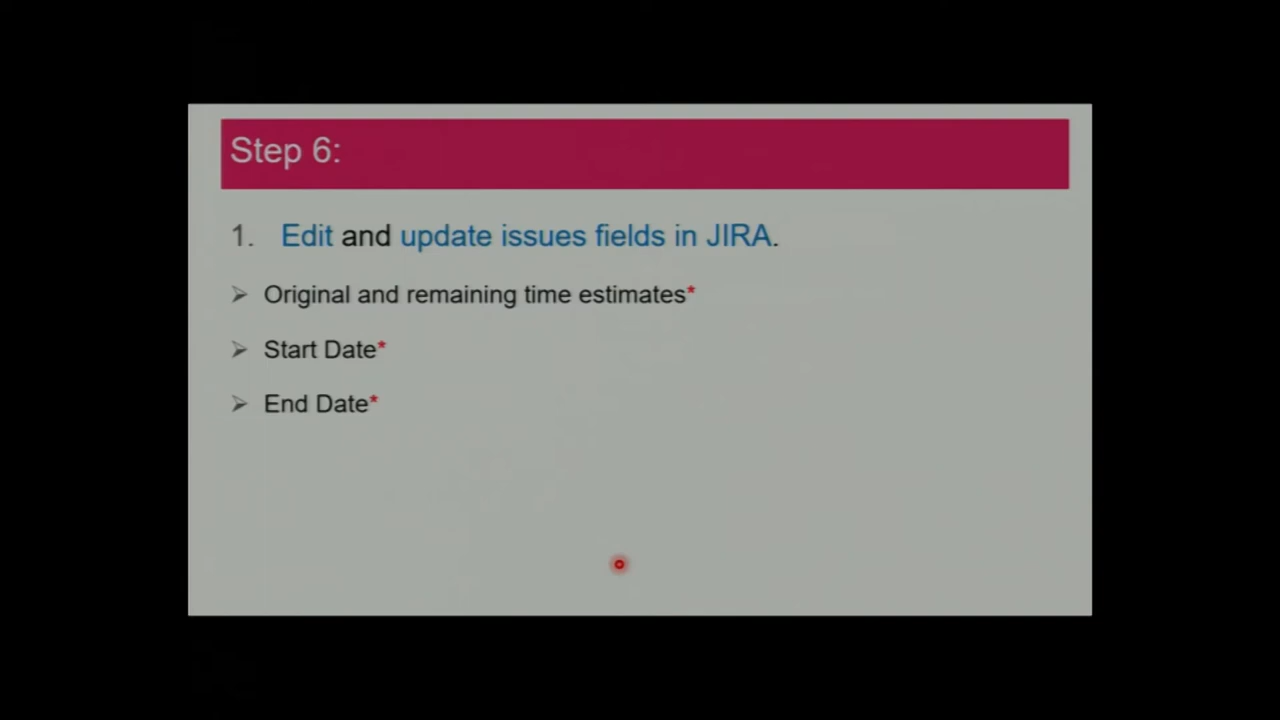 Step 6:
1. Edit and update issues fields in JIRA.
➢ Original and remaining time estimates*
➢ Start Date*
➢ End Date*